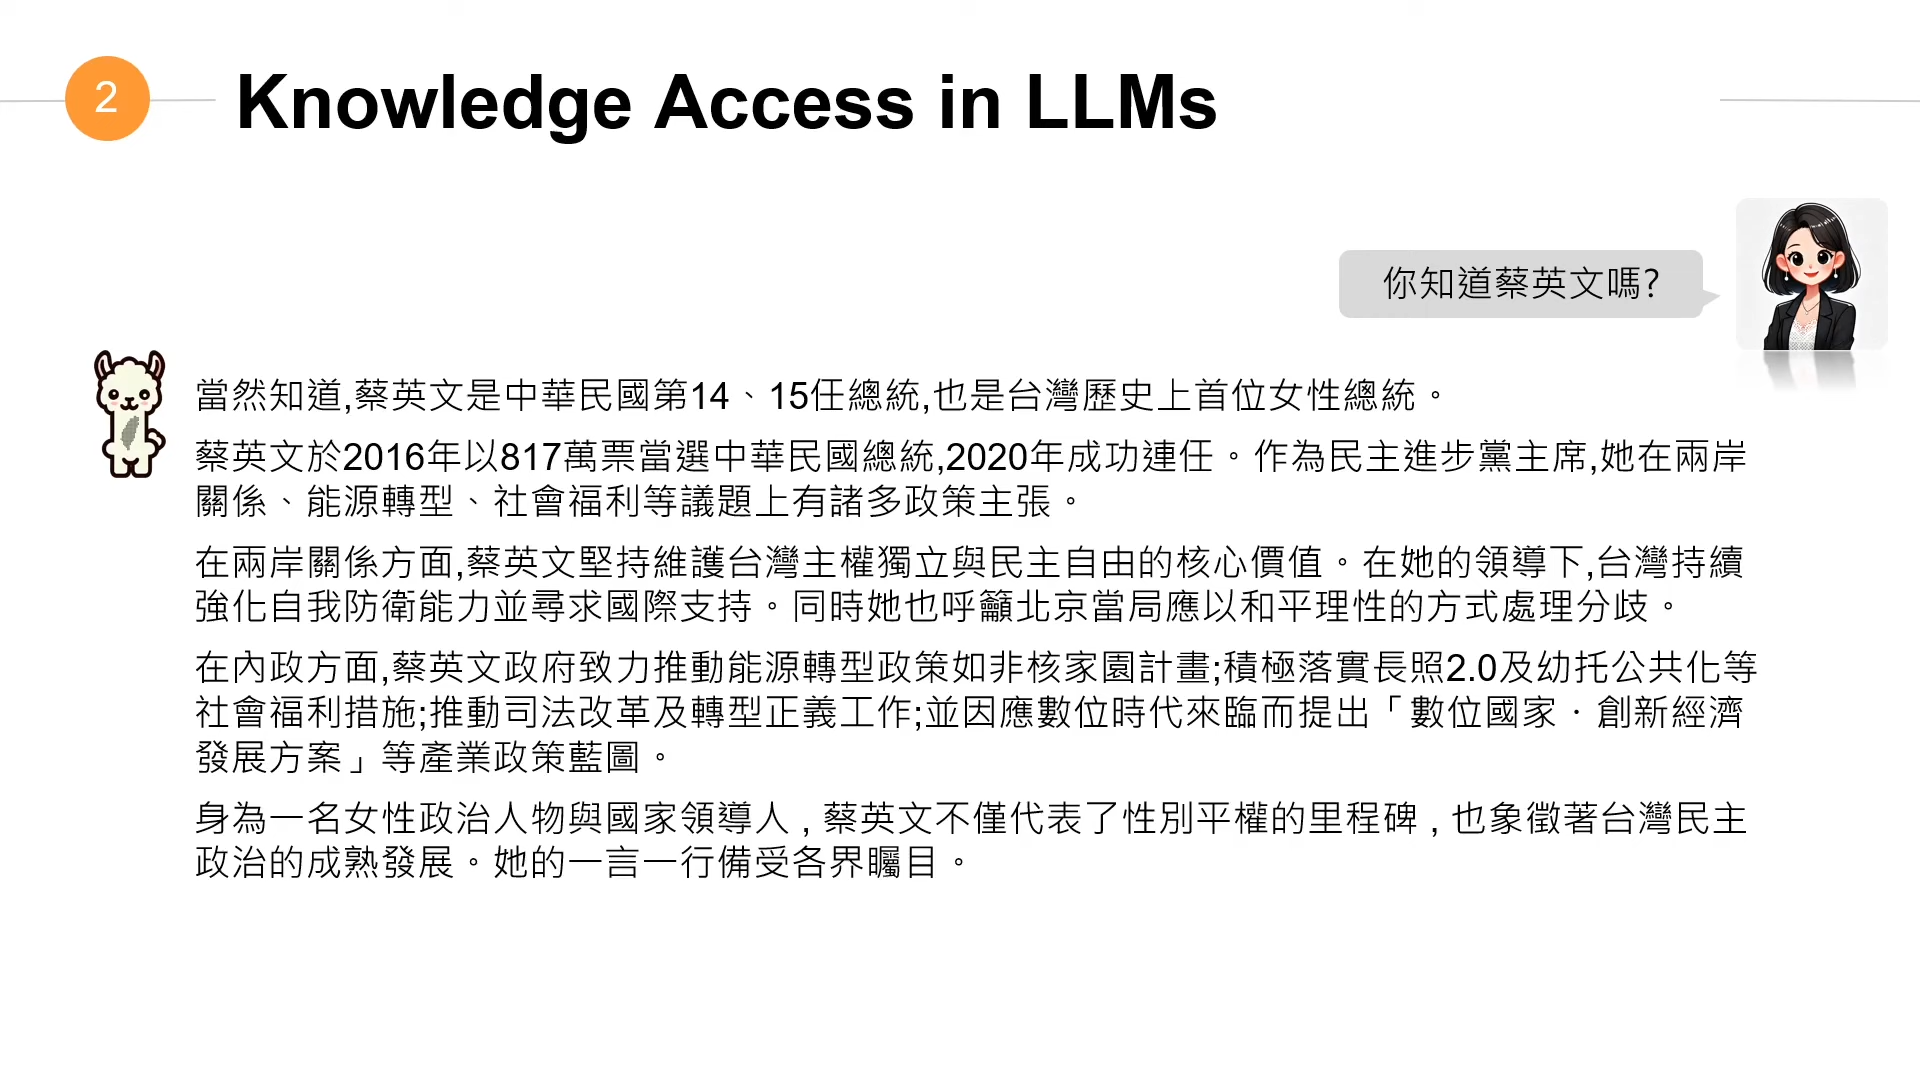 2
Knowledge Access in LLMs
你知道蔡英文嗎?
當然知道,蔡英文是中華民國第14、15任總統,也是台灣歷史上首位女性總統。
蔡英文於2016年以817萬票當選中華民國總統,2020年成功連任。作為民主進步黨主席,她在兩岸
關係、能源轉型、社會福利等議題上有諸多政策主張。
在兩岸關係方面,蔡英文堅持維護台灣主權獨立與民主自由的核心價值。在她的領導下,台灣持續
強化自我防衛能力並尋求國際支持。同時她也呼籲北京當局應以和平理性的方式處理分歧。
在內政方面,蔡英文政府致力推動能源轉型政策如非核家園計畫;積極落實長照2.0及幼托公共化等
社會福利措施;推動司法改革及轉型正義工作;並因應數位時代來臨而提出「數位國家．創新經濟
發展方案」等產業政策藍圖。
身為一名女性政治人物與國家領導人 , 蔡英文不僅代表了性別平權的里程碑 , 也象徵著台灣民主
政治的成熟發展。她的一言一行備受各界矚目。